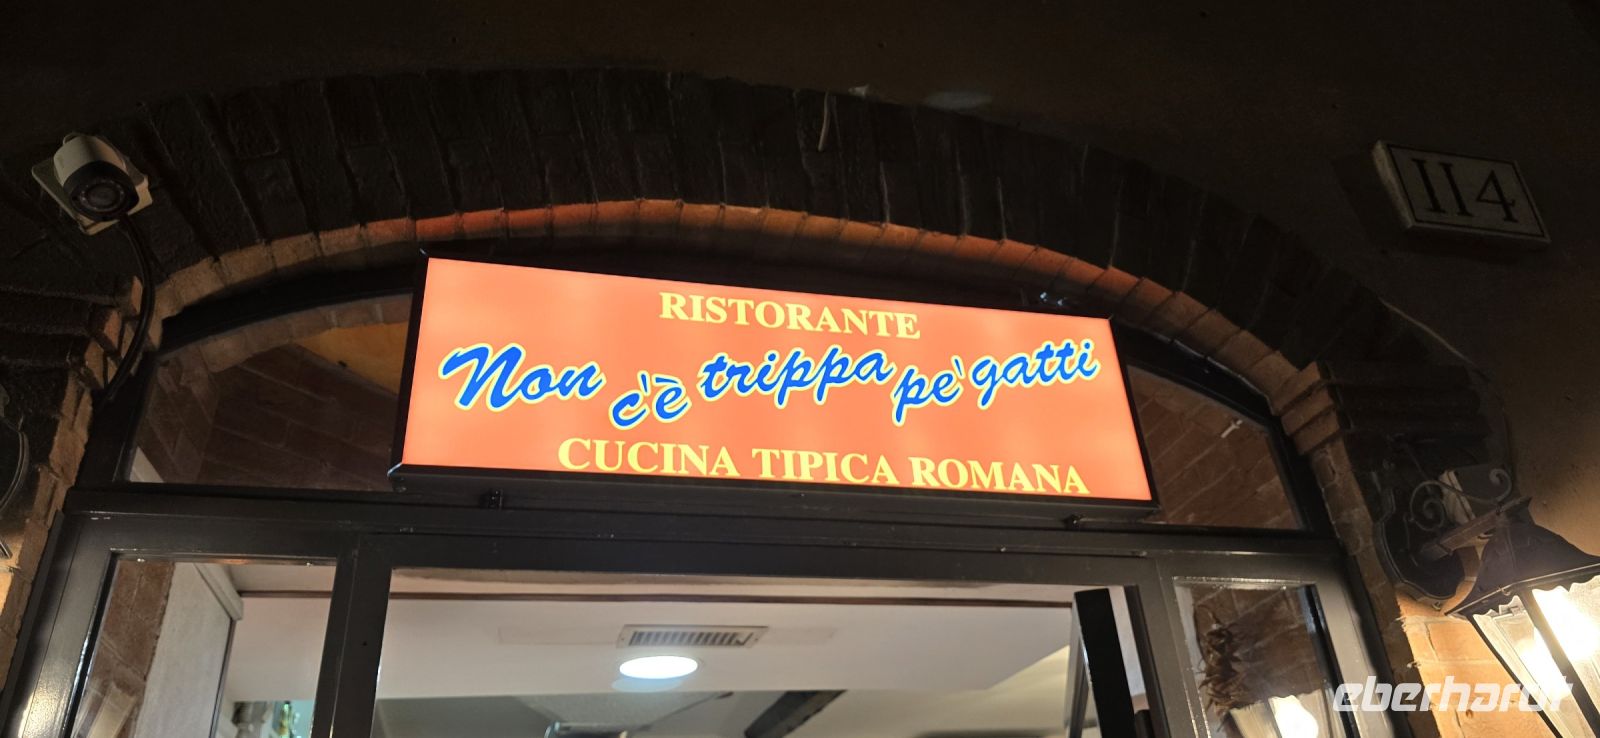 RISTORANTE
Non c'è trippa pe' gatti
CUCINA TIPICA ROMANA
114
eberhardt